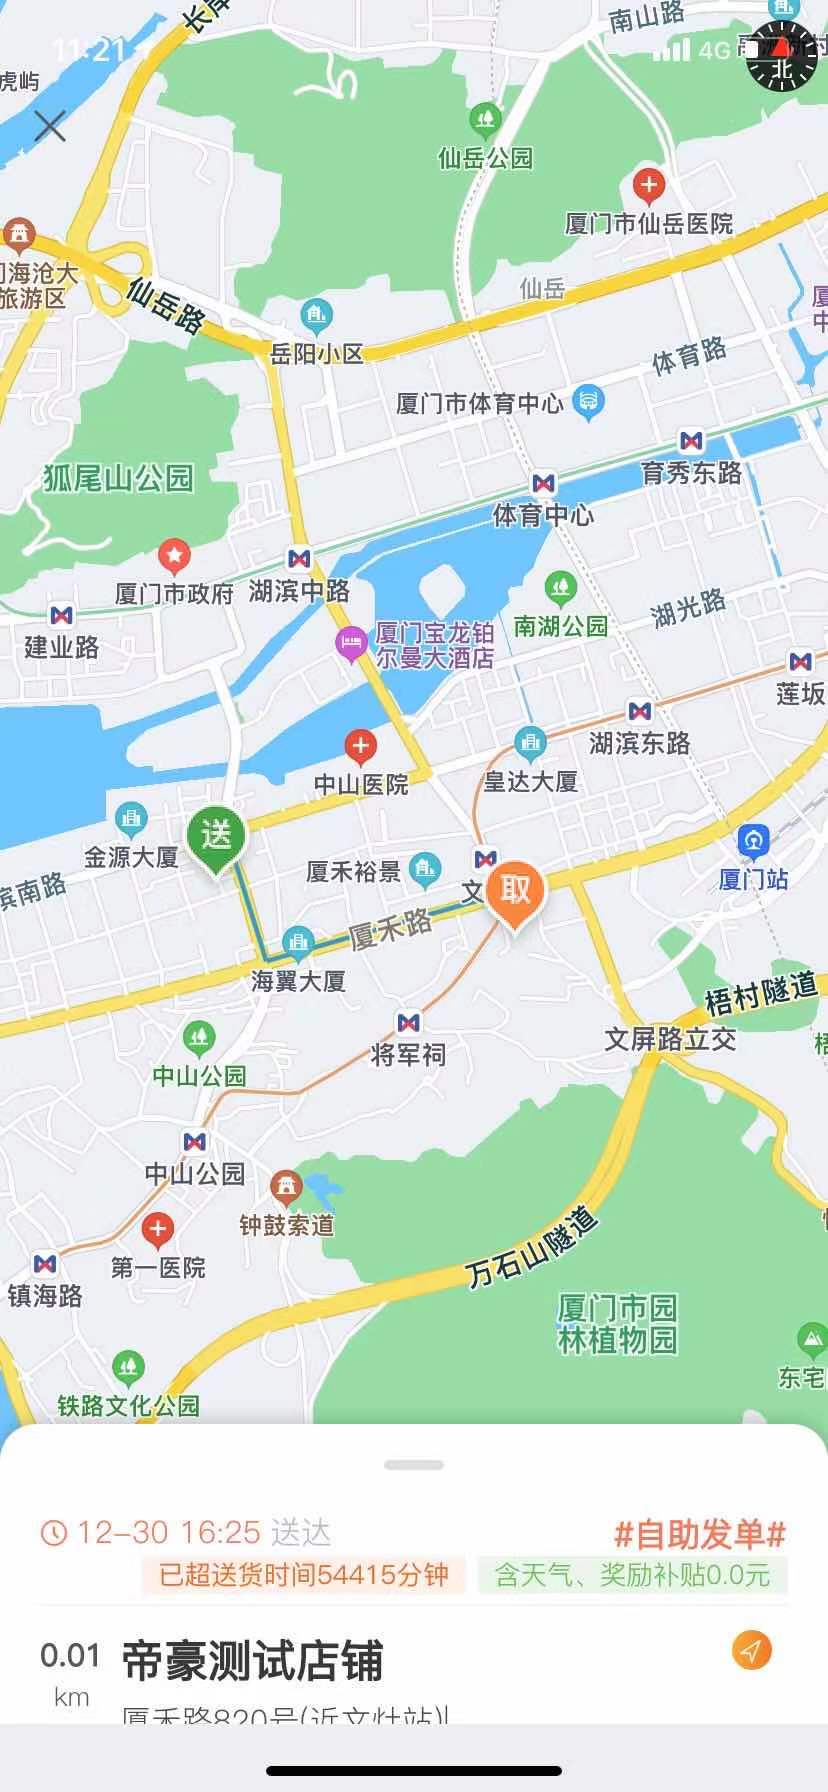 长岸
南山路
11:21
4G
北
虎屿
仙岳公园
厦门市仙岳医院
门海沧大
旅游区
仙岳路
仙岳
厦
中
岳阳小区
体育路
厦门市体育中心
育秀东路
狐尾山公园
体育中心
厦门市政府
湖滨中路
南湖公园
湖光路
建业路
厦门宝龙铂
尔曼大酒店
莲坂
湖滨东路
中山医院
皇达大厦
送
金源大厦
厦禾裕景
文
取
厦门站
滨南路
厦禾路
海翼大厦
梧村隧道
将军祠
文屏路立交
梧
中山公园
中山公园
钟鼓索道
第一医院
万石山隧道
镇海路
厦门市园
林植物园
东宅
铁路文化公园
12-30 16:25 送达
#自助发单#
已超送货时间54415分钟
含天气、奖励补贴0.0元
0.01
km
帝豪测试店铺
厦禾路820号(近文灶站)